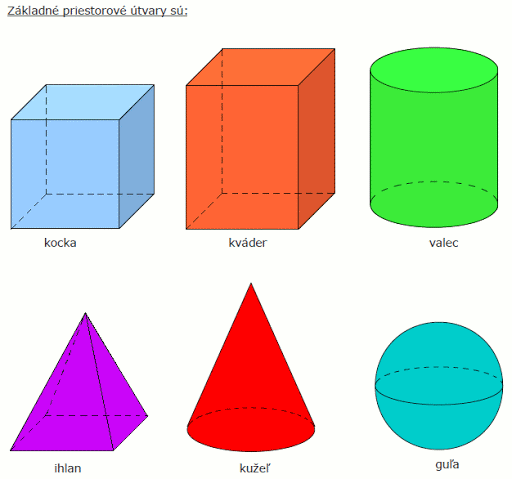 Základné priestorové útvary sú:
kocka
kváder
valec
ihlan
kužeľ
guľa